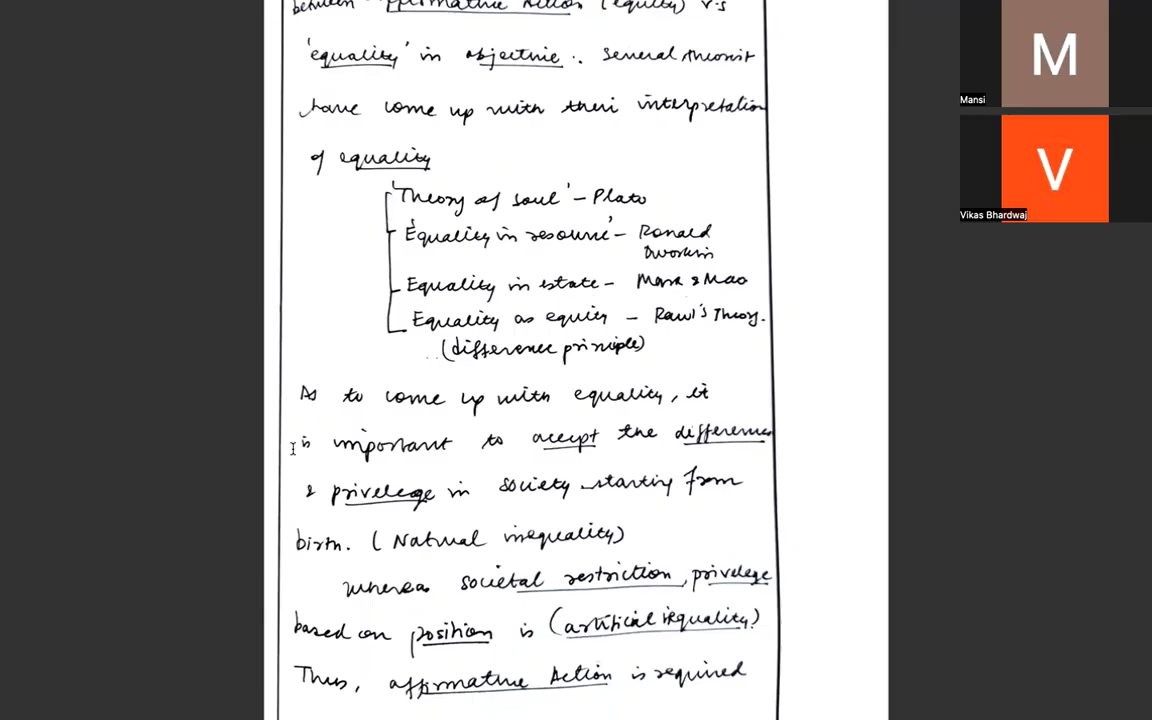 between Affirmative Action (equity) v.s
'equality' in objective. Several theorist
have come up with their interpretation
of equality
'Theory of soul' - Plato
'Equality in resource' - Ronald
Dworkin
Equality in estate - Marx & Mao
Equality as equity - Rawl's Theory.
(difference principle)
As to come up with equality, it
is important to accept the difference
& privelege in society starting from
birth. (Natural inequality)
whereas societal restriction, privelege
based on position is (artificial inequality)
Thus, affirmative Action is required
M
Mansi
V
Vikas Bhardwaj